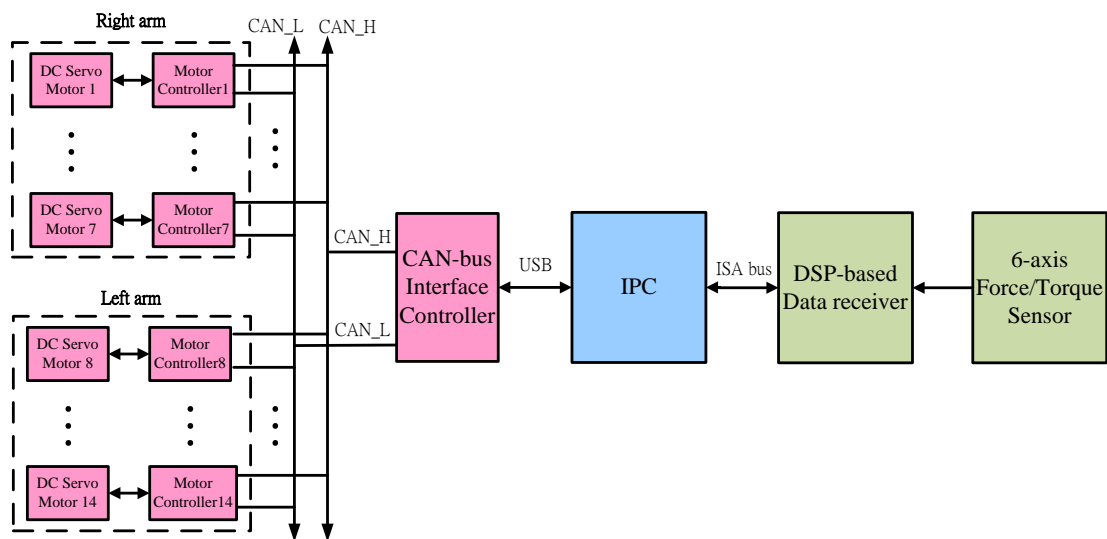 Right arm
CAN_L
CAN_H
DC Servo
Motor 1
Motor
Controller1
DC Servo
Motor 7
Motor
Controller7
CAN_H
CAN-bus
Interface
Controller
USB
IPC
ISA bus
DSP-based
Data receiver
6-axis
Force/Torque
Sensor
Left arm
CAN_L
DC Servo
Motor 8
Motor
Controller8
DC Servo
Motor 14
Motor
Controller14